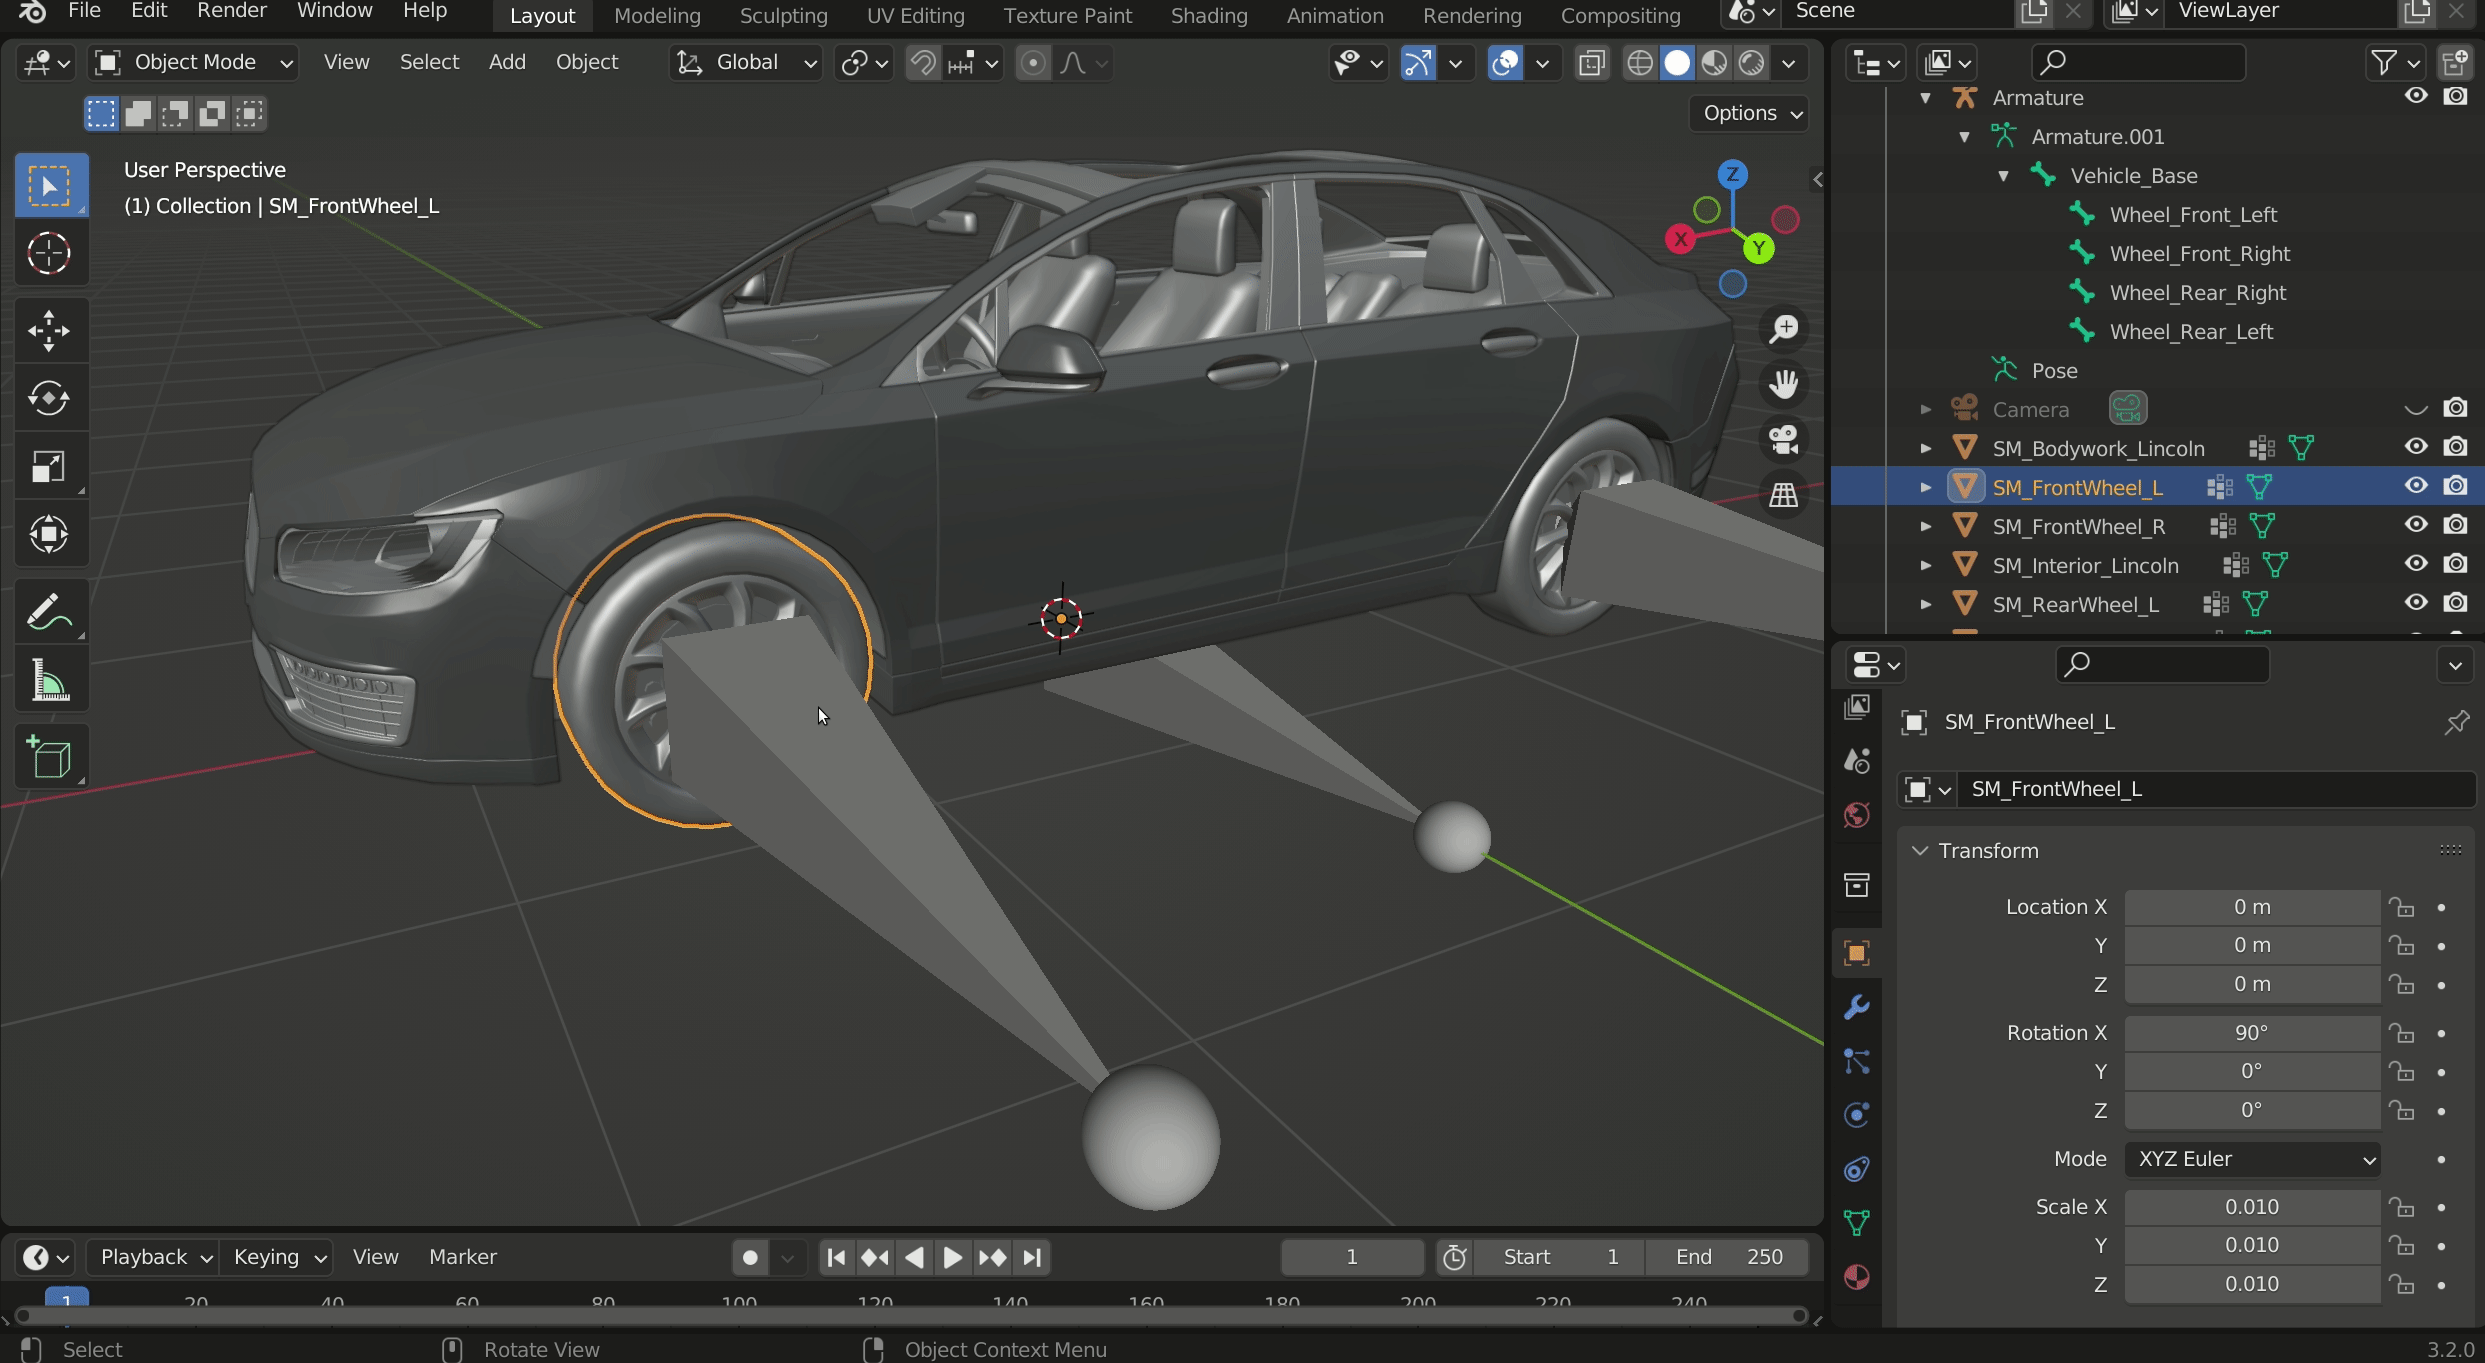 File Edit Render Window Help Layout Modeling Sculpting UV Editing Texture Paint Shading Animation Rendering Compositing Scene ViewLayer
Object Mode View Select Add Object Global
Options
User Perspective
(1) Collection | SM_FrontWheel_L
Z
X
Y
Armature
Armature.001
Vehicle_Base
Wheel_Front_Left
Wheel_Front_Right
Wheel_Rear_Right
Wheel_Rear_Left
Pose
Camera
SM_Bodywork_Lincoln
SM_FrontWheel_L
SM_FrontWheel_R
SM_Interior_Lincoln
SM_RearWheel_L
SM_FrontWheel_L
SM_FrontWheel_L
Transform
Location X 0 m
Y 0 m
Z 0 m
Rotation X 90°
Y 0°
Z 0°
Mode XYZ Euler
Scale X 0.010
Y 0.010
Z 0.010
Playback Keying View Marker 1 Start 1 End 250
1 20 40 60 80 100 120 140 160 180 200 220 240
Select Rotate View Object Context Menu 3.2.0